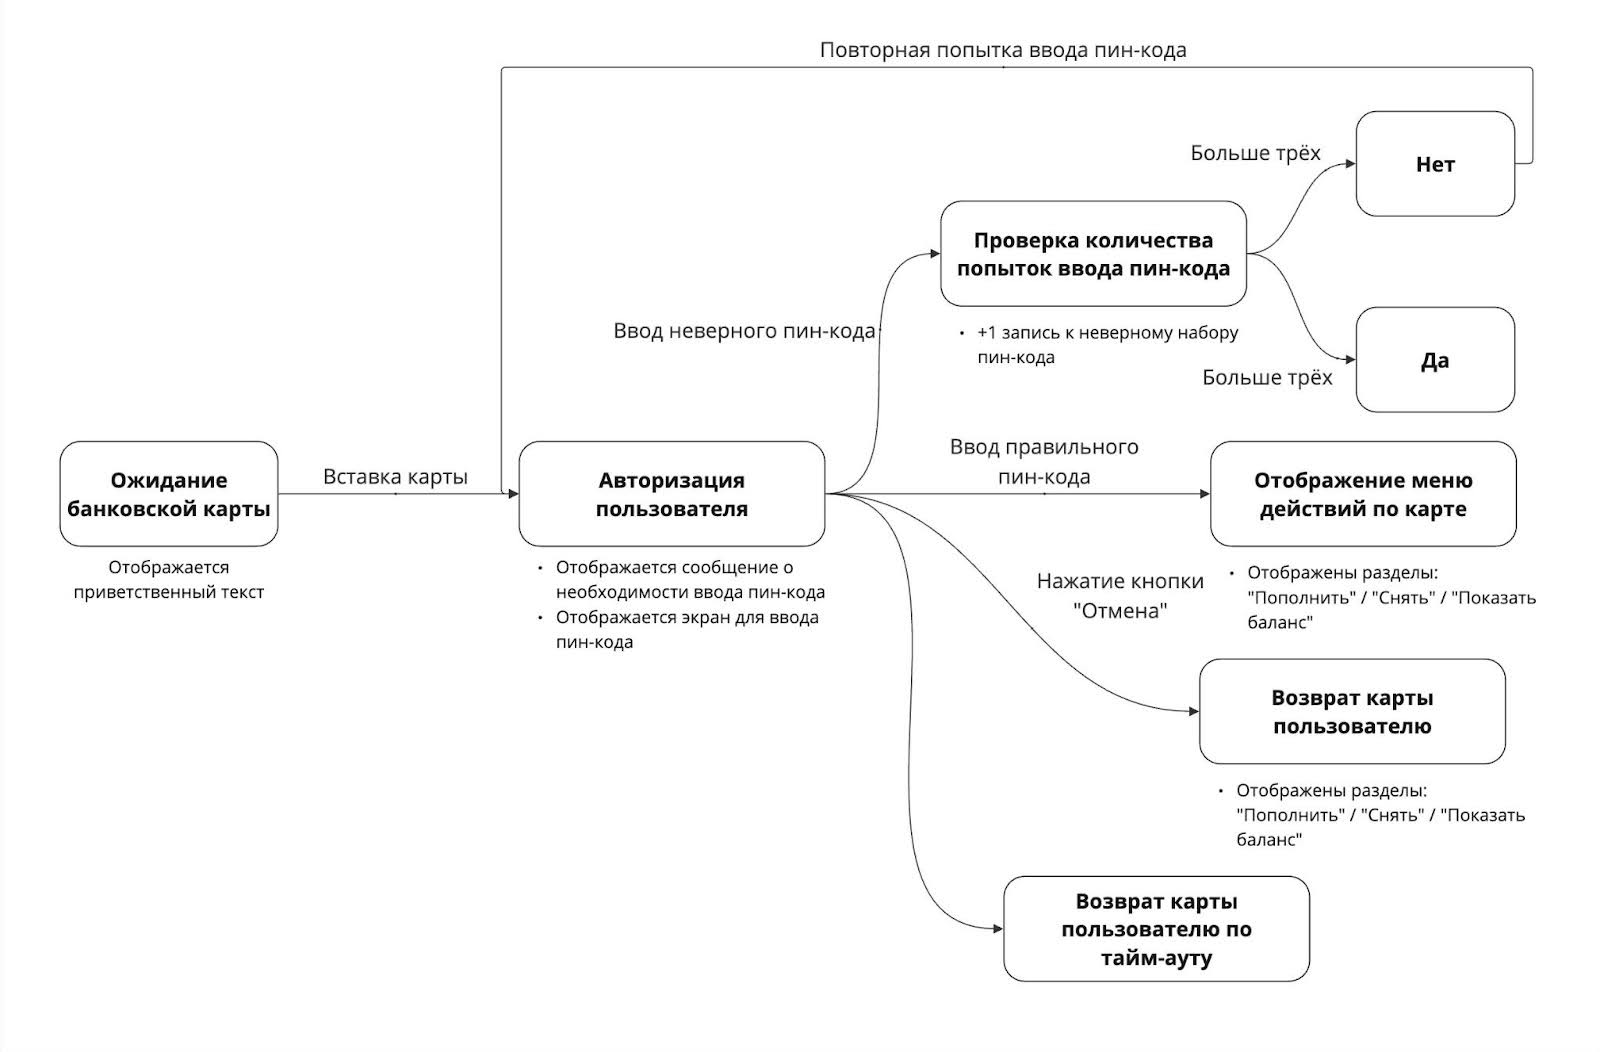 Повторная попытка ввода пин-кода
Больше трёх
Нет
Проверка количества
попыток ввода пин-кода
Ввод неверного пин-кода
• +1 запись к неверному набору
пин-кода
Да
Больше трёх
Ожидание
банковской карты
Вставка карты
Авторизация
пользователя
Ввод правильного
пин-кода
Отображение меню
действий по карте
Отображается
приветственный текст
• Отображается сообщение о
необходимости ввода пин-кода
• Отображается экран для ввода
пин-кода
Нажатие кнопки
"Отмена"
• Отображены разделы:
"Пополнить" / "Снять" / "Показать
баланс"
Возврат карты
пользователю
• Отображены разделы:
"Пополнить" / "Снять" / "Показать
баланс"
Возврат карты
пользователю по
тайм-ауту